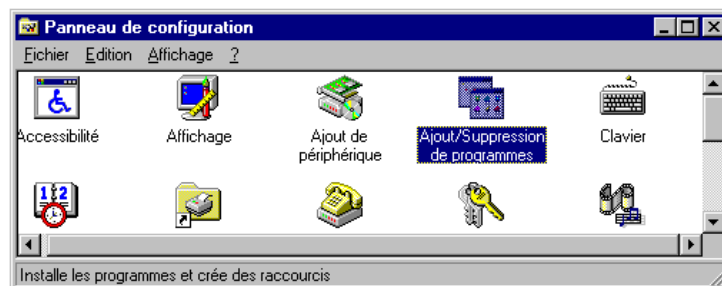 Panneau de configuration
Fichier Edition Affichage ?
Accessibilité
Affichage
Ajout de
périphérique
Ajout/Suppression
de programmes
Clavier
12
Installe les programmes et crée des raccourcis